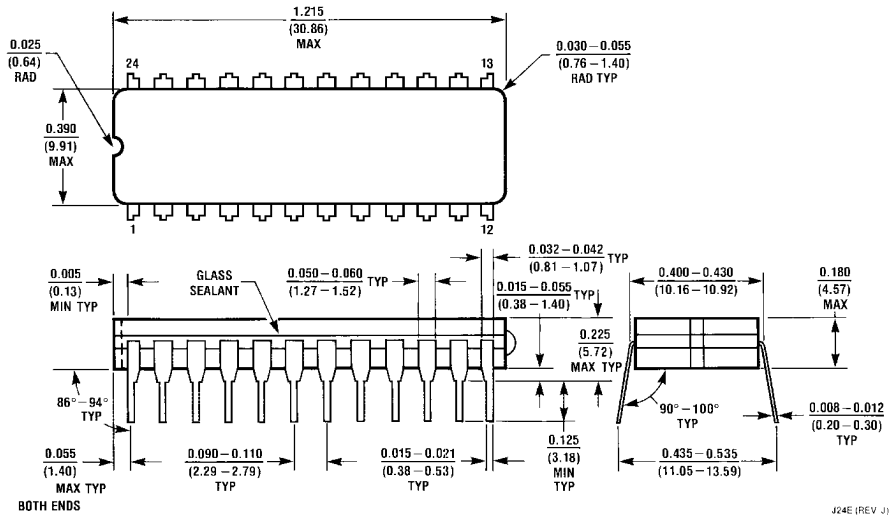 1.215
(30.86)
MAX
0.025
(0.64)
RAD
24
13
0.030–0.055
(0.76–1.40)
RAD TYP
0.390
(9.91)
MAX
1
12
0.005
(0.13)
MIN TYP
GLASS
SEALANT
0.050–0.060
(1.27–1.52)
TYP
0.032–0.042
(0.81–1.07)
TYP
0.015–0.055
(0.38–1.40)
TYP
0.400–0.430
(10.16–10.92)
0.180
(4.57)
MAX
0.225
(5.72)
MAX TYP
86°–94°
TYP
90°–100°
TYP
0.008–0.012
(0.20–0.30)
TYP
0.055
(1.40)
MAX TYP
BOTH ENDS
0.090–0.110
(2.29–2.79)
TYP
0.015–0.021
(0.38–0.53)
TYP
0.125
(3.18)
MIN
TYP
0.435–0.535
(11.05–13.59)
J24E (REV J)